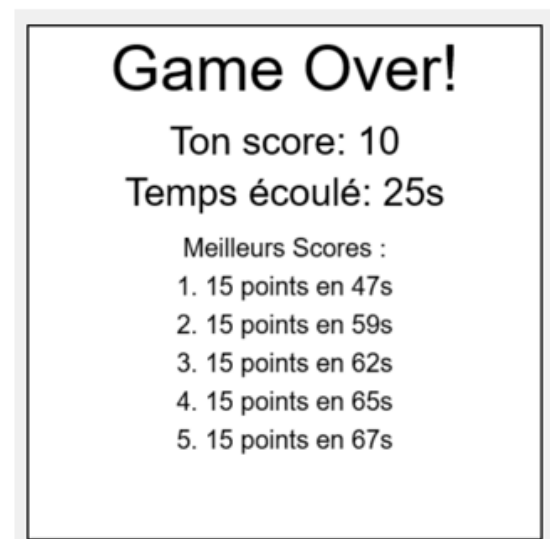 Game Over!
Ton score: 10
Temps écoulé: 25s
Meilleurs Scores :
1. 15 points en 47s
2. 15 points en 59s
3. 15 points en 62s
4. 15 points en 65s
5. 15 points en 67s